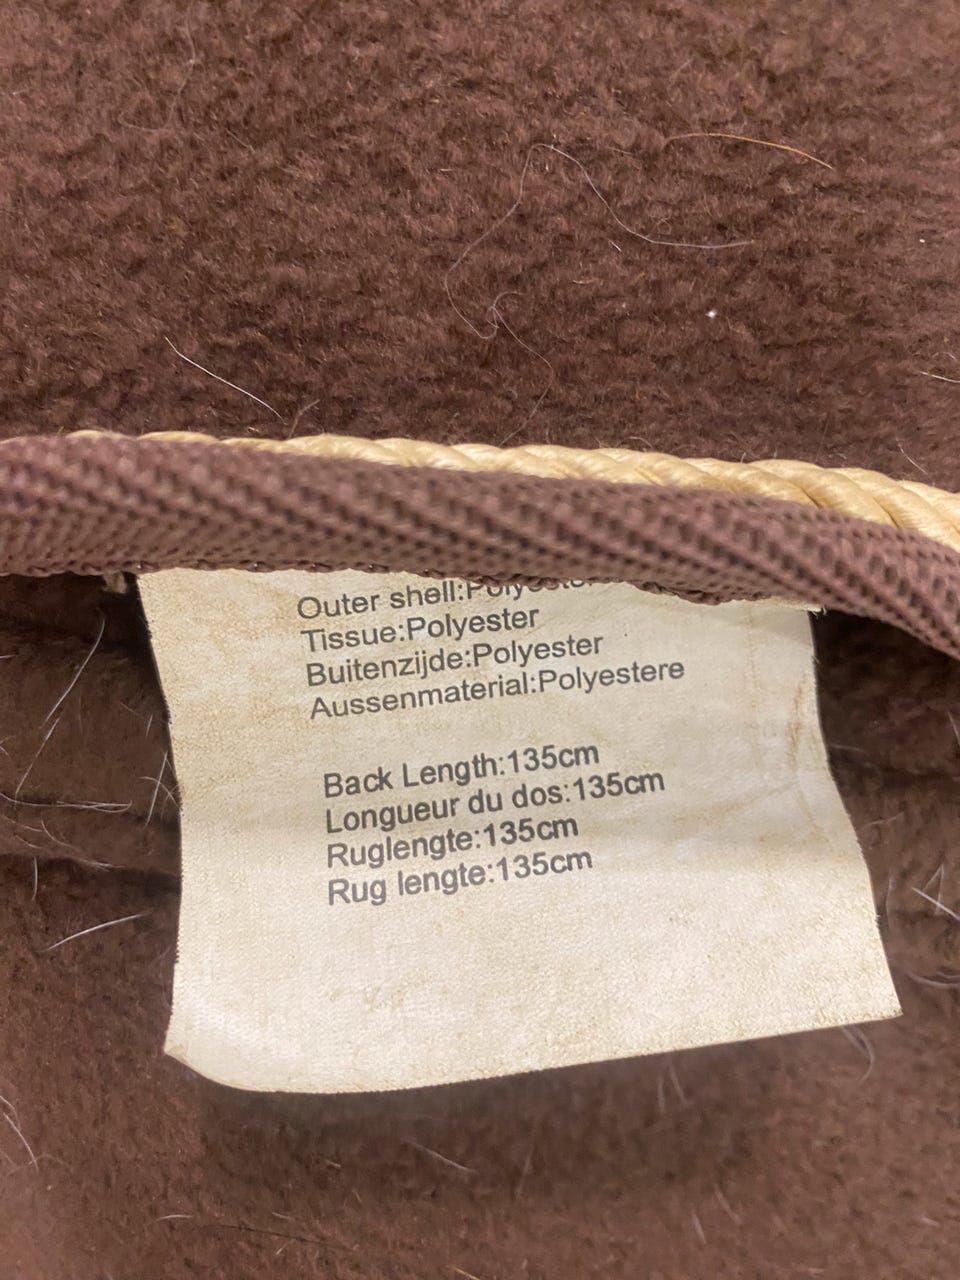 Outer shell:Polyester
Tissue:Polyester
Buitenzijde:Polyester
Aussenmaterial:Polyestere
Back Length:135cm
Longueur du dos:135cm
Ruglengte:135cm
Rug lengte:135cm